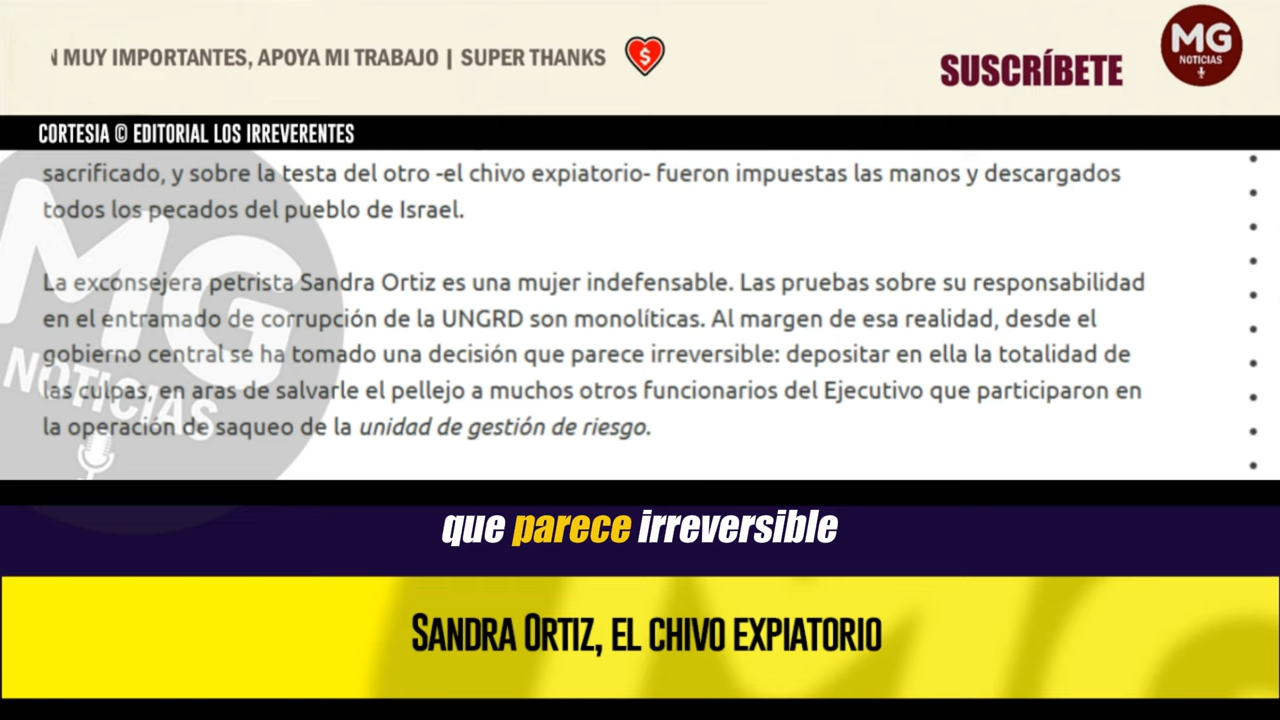 N MUY IMPORTANTES, APOYA MI TRABAJO | SUPER THANKS
SUSCRÍBETE
MG
NOTICIAS
CORTESIA © EDITORIAL LOS IRREVERENTES
sacrificado, y sobre la testa del otro -el chivo expiatorio- fueron impuestas las manos y descargados
todos los pecados del pueblo de Israel.
La exconsejera petrista Sandra Ortiz es una mujer indefensable. Las pruebas sobre su responsabilidad
en el entramado de corrupción de la UNGRD son monolíticas. Al margen de esa realidad, desde el
gobierno central se ha tomado una decisión que parece irreversible: depositar en ella la totalidad de
las culpas, en aras de salvarle el pellejo a muchos otros funcionarios del Ejecutivo que participaron en
la operación de saqueo de la unidad de gestión de riesgo.
MG
NOTICIAS
que parece irreversible
SANDRA ORTIZ, EL CHIVO EXPIATORIO